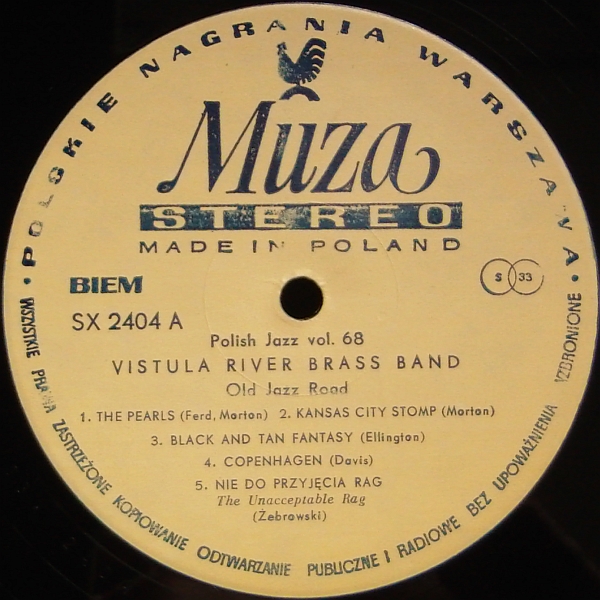 • POLSKIE NAGRANIA WARSZAWA •
Muza
STEREO
MADE IN POLAND
BIEM
S 33
SX 2404 A
Polish Jazz vol. 68
VISTULA RIVER BRASS BAND
Old Jazz Road
1. THE PEARLS (Ferd, Morton) 2. KANSAS CITY STOMP (Morton)
3. BLACK AND TAN FANTASY (Ellington)
4. COPENHAGEN (Davis)
5. NIE DO PRZYJĘCIA RAG
The Unacceptable Rag
(Żebrowski)
WSZYSTKIE PRAWA ZASTRZEŻONE KOPIOWANIE ODTWARZANIE PUBLICZNE I RADIOWE BEZ UPOWAŻNIENIA WZBRONIONE